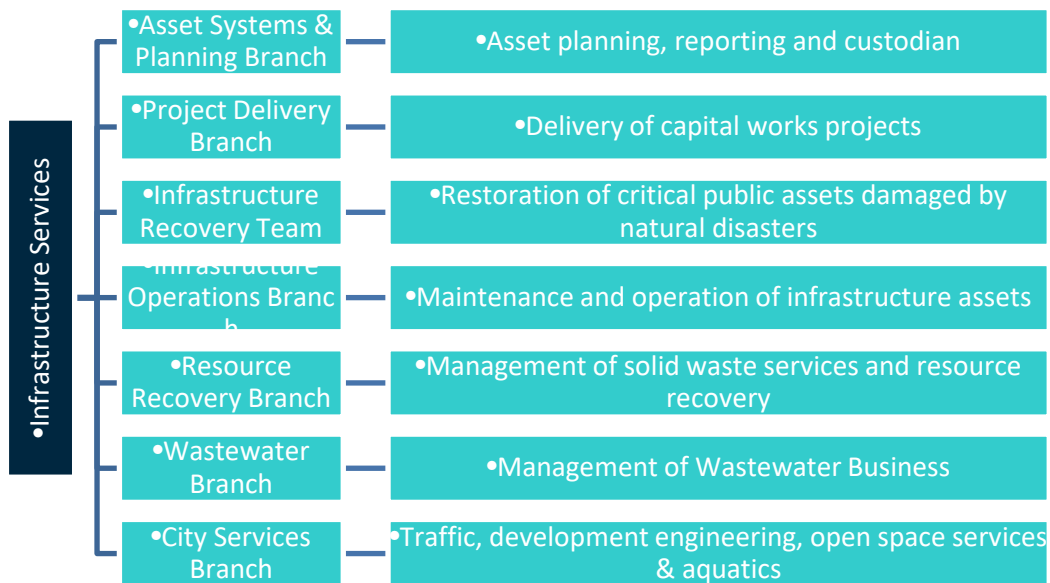 •Infrastructure Services
•Asset Systems &
Planning Branch
•Asset planning, reporting and custodian
•Project Delivery
Branch
•Delivery of capital works projects
•Infrastructure
Recovery Team
•Restoration of critical public assets damaged by
natural disasters
•Infrastructure
Operations Branc
h
•Maintenance and operation of infrastructure assets
•Resource
Recovery Branch
•Management of solid waste services and resource
recovery
•Wastewater
Branch
•Management of Wastewater Business
•City Services
Branch
•Traffic, development engineering, open space services
& aquatics